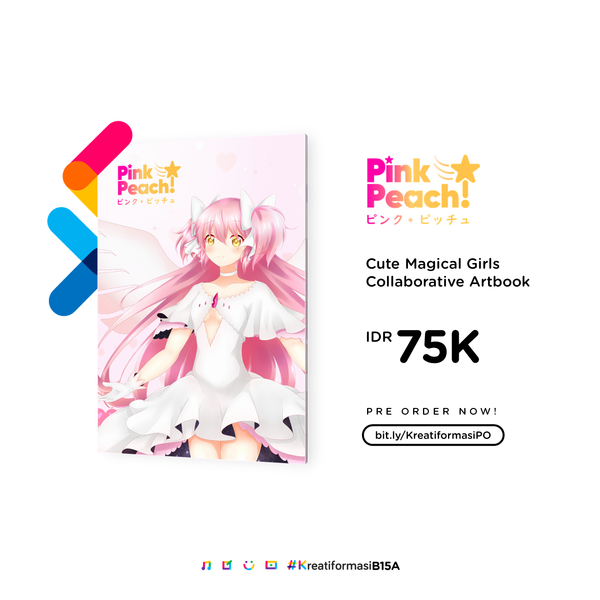 Pink
Peach!
ピンク・ピッチュ
Pink
Peach!
ピンク・ピッチュ
Cute Magical Girls
Collaborative Artbook
IDR 75K
PRE ORDER NOW!
bit.ly/KreatiformasiPO
#KreatiformasiB15A